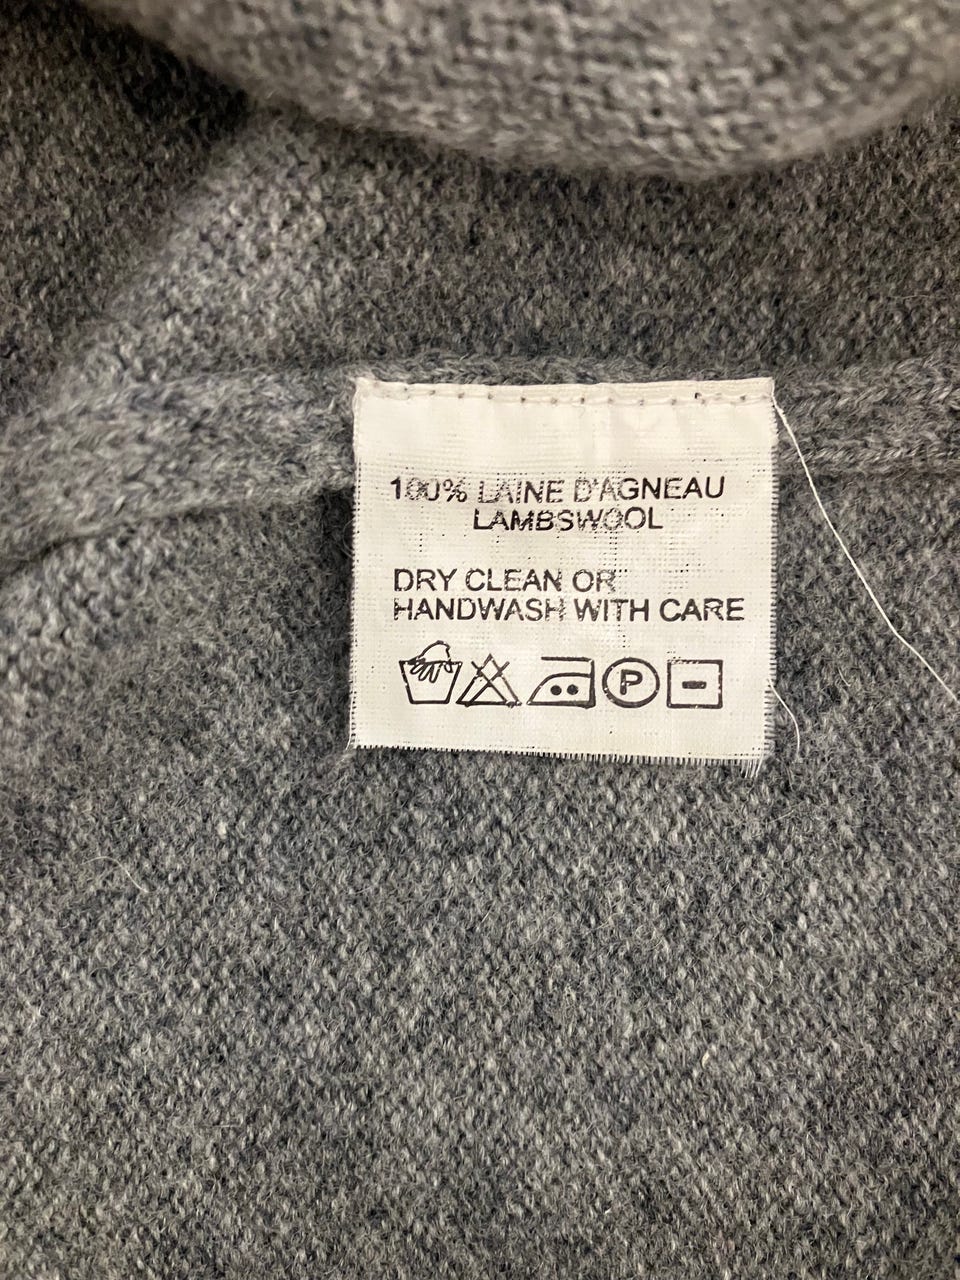 100% LAINE D'AGNEAU
LAMBSWOOL
DRY CLEAN OR
HANDWASH WITH CARE
P